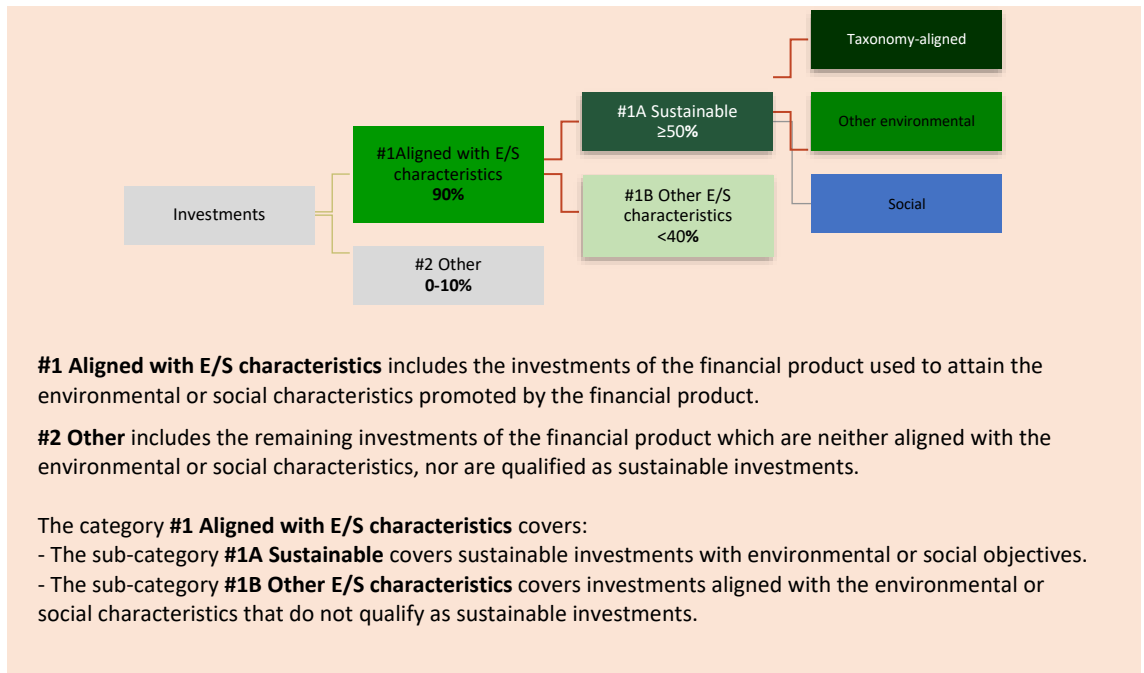 Taxonomy-aligned
#1A Sustainable
≥50%
Other environmental
#1Aligned with E/S
characteristics
90%
#1B Other E/S
characteristics
<40%
Investments
Social
#2 Other
0-10%
#1 Aligned with E/S characteristics includes the investments of the financial product used to attain the
environmental or social characteristics promoted by the financial product.
#2 Other includes the remaining investments of the financial product which are neither aligned with the
environmental or social characteristics, nor are qualified as sustainable investments.
The category #1 Aligned with E/S characteristics covers:
- The sub-category #1A Sustainable covers sustainable investments with environmental or social objectives.
- The sub-category #1B Other E/S characteristics covers investments aligned with the environmental or
social characteristics that do not qualify as sustainable investments.